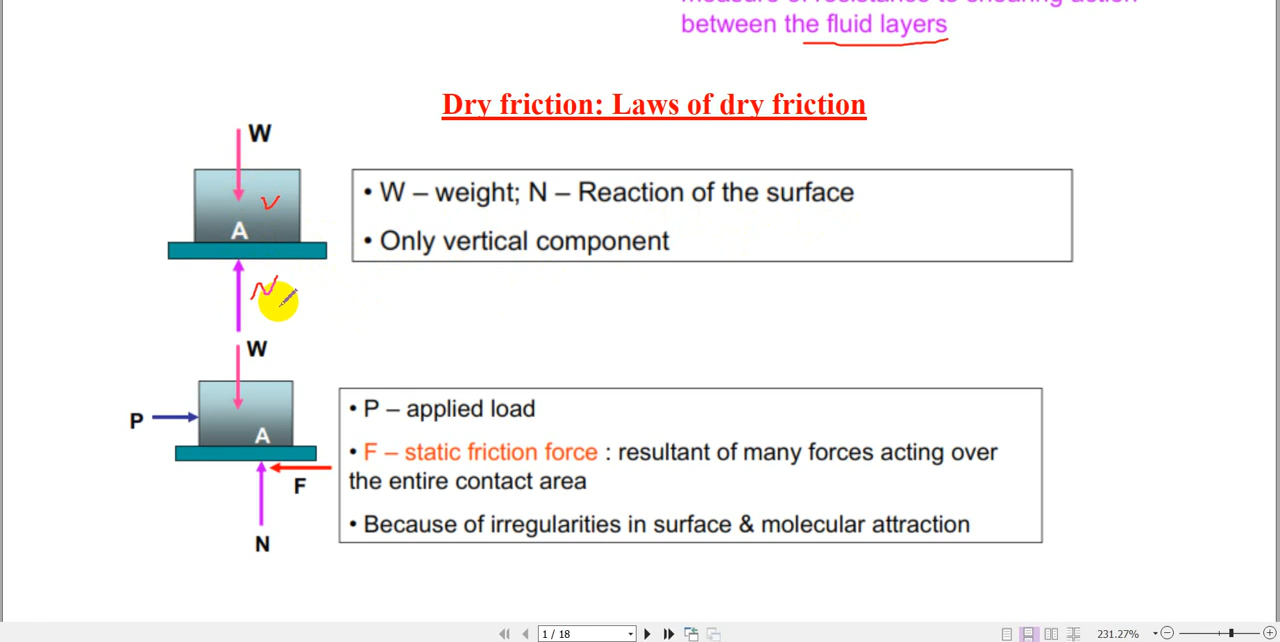 between the fluid layers
Dry friction: Laws of dry friction
W
A
• W – weight; N – Reaction of the surface
• Only vertical component
N
W
P
A
F
N
• P – applied load
• F – static friction force : resultant of many forces acting over
the entire contact area
• Because of irregularities in surface & molecular attraction
1 / 18
231.27%